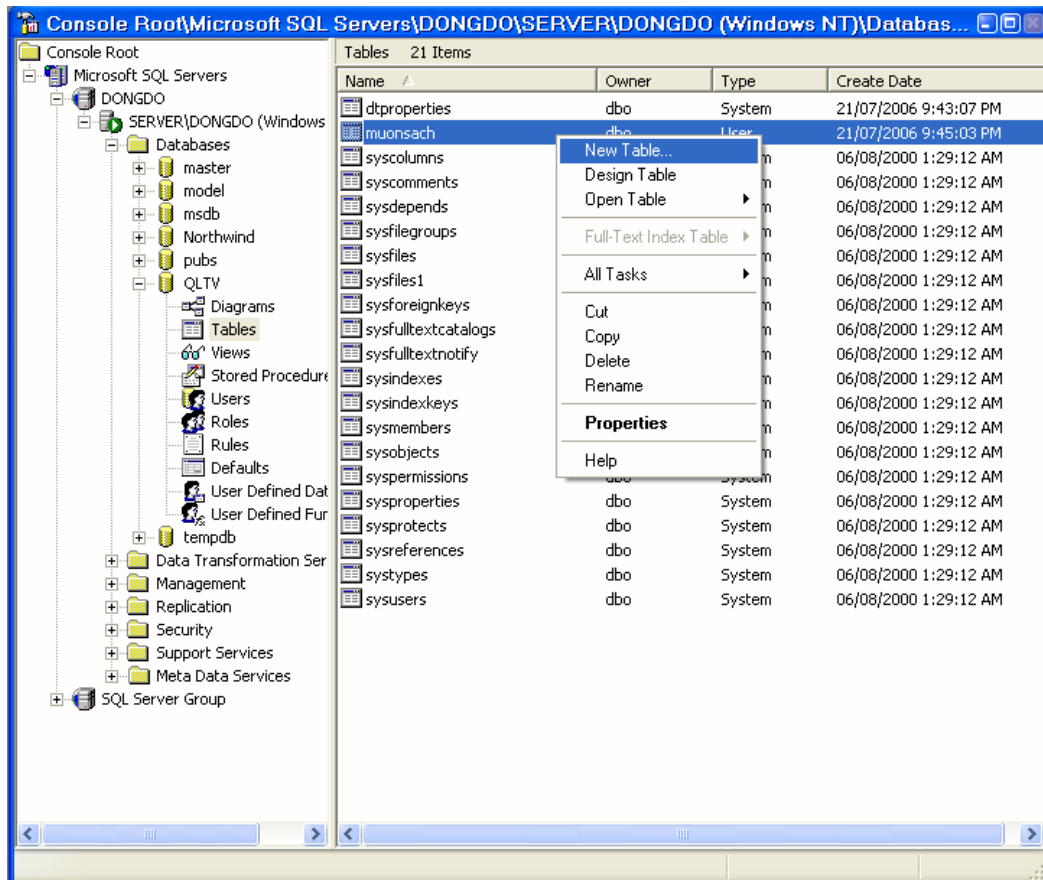 Console Root\Microsoft SQL Servers\DONGDO\SERVER\DONGDO (Windows NT)\Databas...
Console Root
Microsoft SQL Servers
DONGDO
SERVER\DONGDO (Windows
Databases
master
model
msdb
Northwind
pubs
QLTV
Diagrams
Tables
Views
Stored Procedure
Users
Roles
Rules
Defaults
User Defined Dat
User Defined Fur
tempdb
Data Transformation Ser
Management
Replication
Security
Support Services
Meta Data Services
SQL Server Group
Tables 21 Items
Name Owner Type Create Date
dtproperties dbo System 21/07/2006 9:43:07 PM
muonsach dbo User 21/07/2006 9:45:03 PM
syscolumns 06/08/2000 1:29:12 AM
syscomments 06/08/2000 1:29:12 AM
sysdepends 06/08/2000 1:29:12 AM
sysfilegroups 06/08/2000 1:29:12 AM
sysfiles 06/08/2000 1:29:12 AM
sysfiles1 06/08/2000 1:29:12 AM
sysforeignkeys 06/08/2000 1:29:12 AM
sysfulltextcatalogs 06/08/2000 1:29:12 AM
sysfulltextnotify 06/08/2000 1:29:12 AM
sysindexes 06/08/2000 1:29:12 AM
sysindexkeys 06/08/2000 1:29:12 AM
sysmembers 06/08/2000 1:29:12 AM
sysobjects 06/08/2000 1:29:12 AM
syspermissions dbo System 06/08/2000 1:29:12 AM
sysproperties dbo System 06/08/2000 1:29:12 AM
sysprotects dbo System 06/08/2000 1:29:12 AM
sysreferences dbo System 06/08/2000 1:29:12 AM
systypes dbo System 06/08/2000 1:29:12 AM
sysusers dbo System 06/08/2000 1:29:12 AM
New Table...
Design Table
Open Table
Full-Text Index Table
All Tasks
Cut
Copy
Delete
Rename
Properties
Help